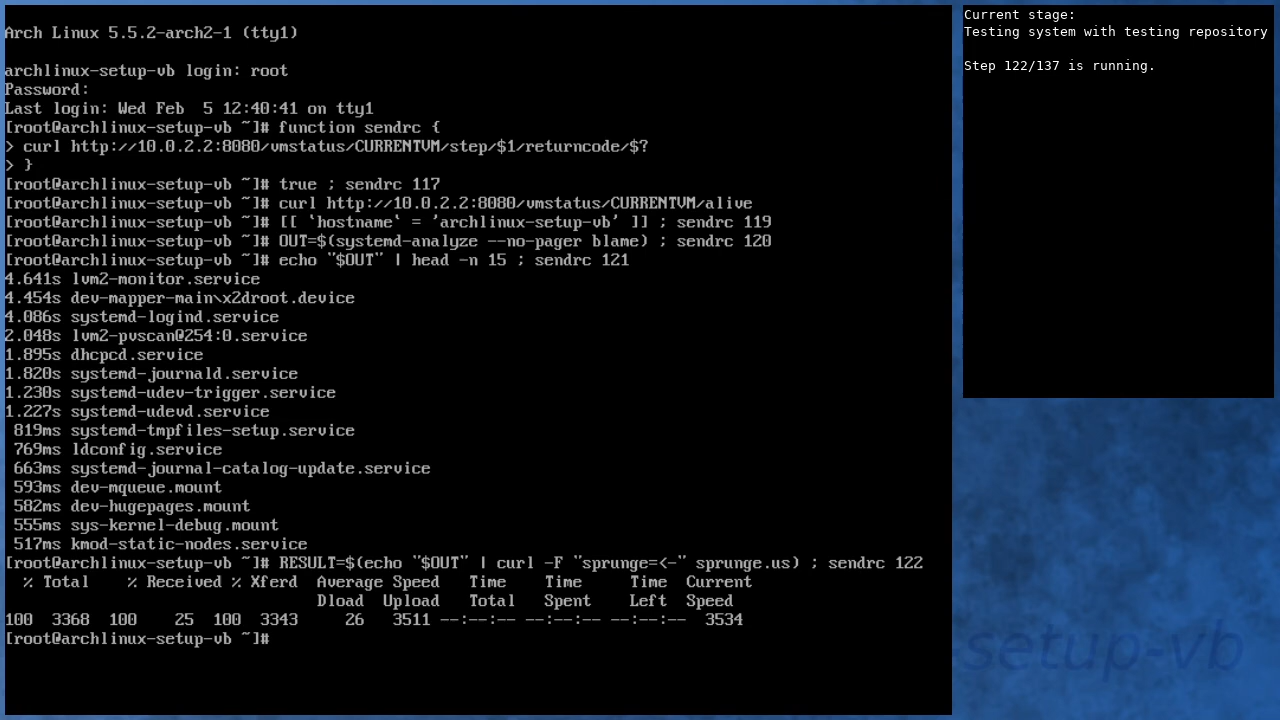 Arch Linux 5.5.2-arch2-1 (tty1)
archlinux-setup-vb login: root
Password:
Last login: Wed Feb  5 12:40:41 on tty1
[root@archlinux-setup-vb ~]# function sendrc {
> curl http://10.0.2.2:8080/vmstatus/CURRENTVM/step/$1/returncode/$?
> }
[root@archlinux-setup-vb ~]# true ; sendrc 117
[root@archlinux-setup-vb ~]# curl http://10.0.2.2:8080/vmstatus/CURRENTVM/alive
[root@archlinux-setup-vb ~]# [[ `hostname` = 'archlinux-setup-vb' ]] ; sendrc 119
[root@archlinux-setup-vb ~]# OUT=$(systemd-analyze --no-pager blame) ; sendrc 120
[root@archlinux-setup-vb ~]# echo "$OUT" | head -n 15 ; sendrc 121
4.641s lvm2-monitor.service
4.454s dev-mapper-main\x2droot.device
4.086s systemd-logind.service
2.048s lvm2-pvscan@254:0.service
1.895s dhcpcd.service
1.820s systemd-journald.service
1.230s systemd-udev-trigger.service
1.227s systemd-udevd.service
 819ms systemd-tmpfiles-setup.service
 769ms ldconfig.service
 663ms systemd-journal-catalog-update.service
 593ms dev-mqueue.mount
 582ms dev-hugepages.mount
 555ms sys-kernel-debug.mount
 517ms kmod-static-nodes.service
[root@archlinux-setup-vb ~]# RESULT=$(echo "$OUT" | curl -F "sprunge=<-" sprunge.us) ; sendrc 122
  % Total    % Received % Xferd  Average Speed   Time    Time     Time  Current
                                 Dload  Upload   Total   Spent    Left  Speed
100  3368  100    25  100  3343     26   3511 --:--:-- --:--:-- --:--:--  3534
[root@archlinux-setup-vb ~]#
Current stage:
Testing system with testing repository
Step 122/137 is running.
setup-vb